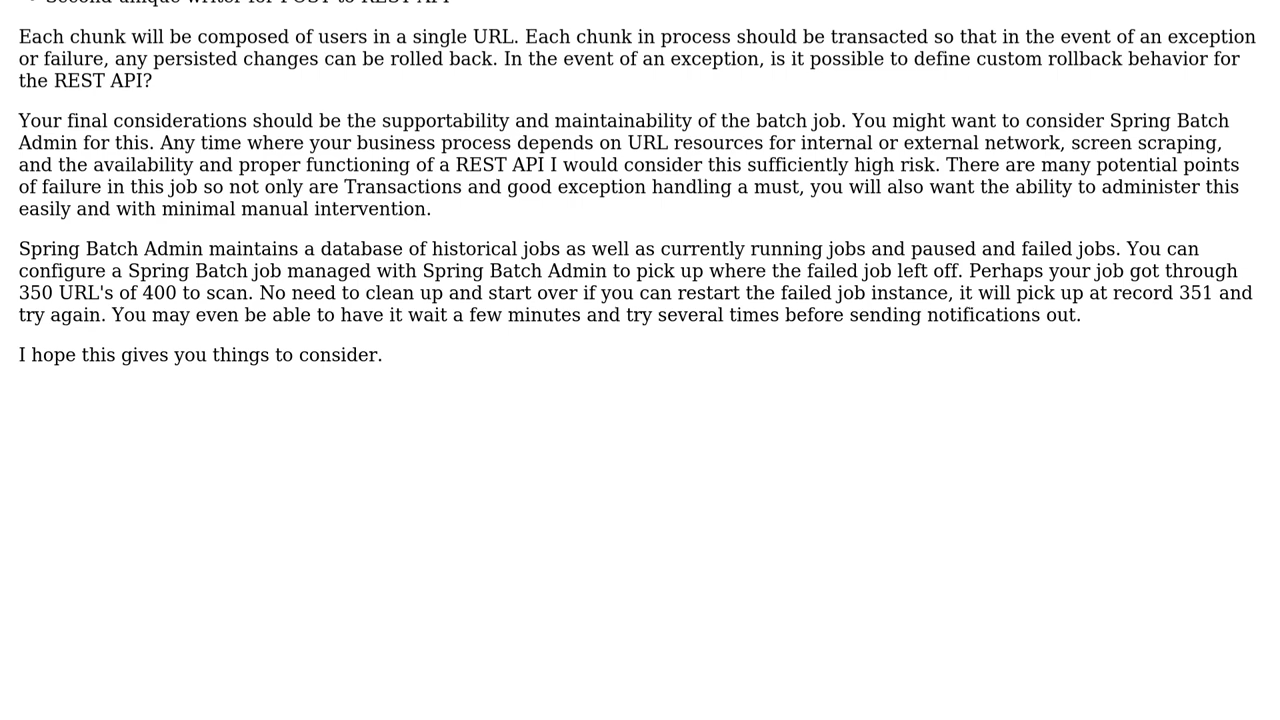 • Second unique writer for POST to REST API
Each chunk will be composed of users in a single URL. Each chunk in process should be transacted so that in the event of an exception
or failure, any persisted changes can be rolled back. In the event of an exception, is it possible to define custom rollback behavior for
the REST API?
Your final considerations should be the supportability and maintainability of the batch job. You might want to consider Spring Batch
Admin for this. Any time where your business process depends on URL resources for internal or external network, screen scraping,
and the availability and proper functioning of a REST API I would consider this sufficiently high risk. There are many potential points
of failure in this job so not only are Transactions and good exception handling a must, you will also want the ability to administer this
easily and with minimal manual intervention.
Spring Batch Admin maintains a database of historical jobs as well as currently running jobs and paused and failed jobs. You can
configure a Spring Batch job managed with Spring Batch Admin to pick up where the failed job left off. Perhaps your job got through
350 URL's of 400 to scan. No need to clean up and start over if you can restart the failed job instance, it will pick up at record 351 and
try again. You may even be able to have it wait a few minutes and try several times before sending notifications out.
I hope this gives you things to consider.